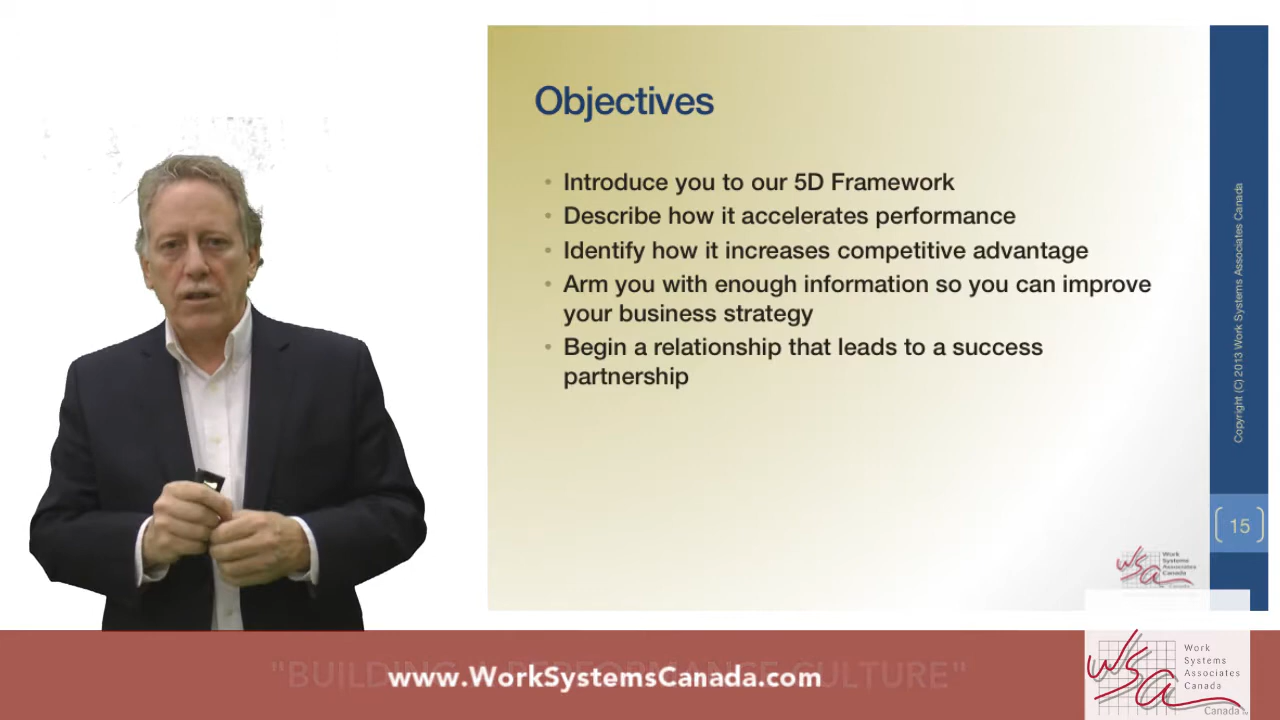 Objectives
• Introduce you to our 5D Framework
• Describe how it accelerates performance
• Identify how it increases competitive advantage
• Arm you with enough information so you can improve
your business strategy
• Begin a relationship that leads to a success
partnership
Copyright (C) 2013 Work Systems Associates Canada
15
wsa
Work
Systems
Associates
Canada
"BUILDING A PERFORMANCE CULTURE"
www.WorkSystemsCanada.com
wsa
Work
Systems
Associates
Canada
Canada